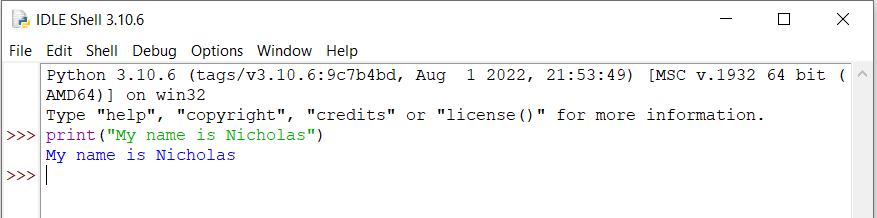 IDLE Shell 3.10.6
File Edit Shell Debug Options Window Help
Python 3.10.6 (tags/v3.10.6:9c7b4bd, Aug  1 2022, 21:53:49) [MSC v.1932 64 bit (
AMD64)] on win32
Type "help", "copyright", "credits" or "license()" for more information.
>>> print("My name is Nicholas")
My name is Nicholas
>>>